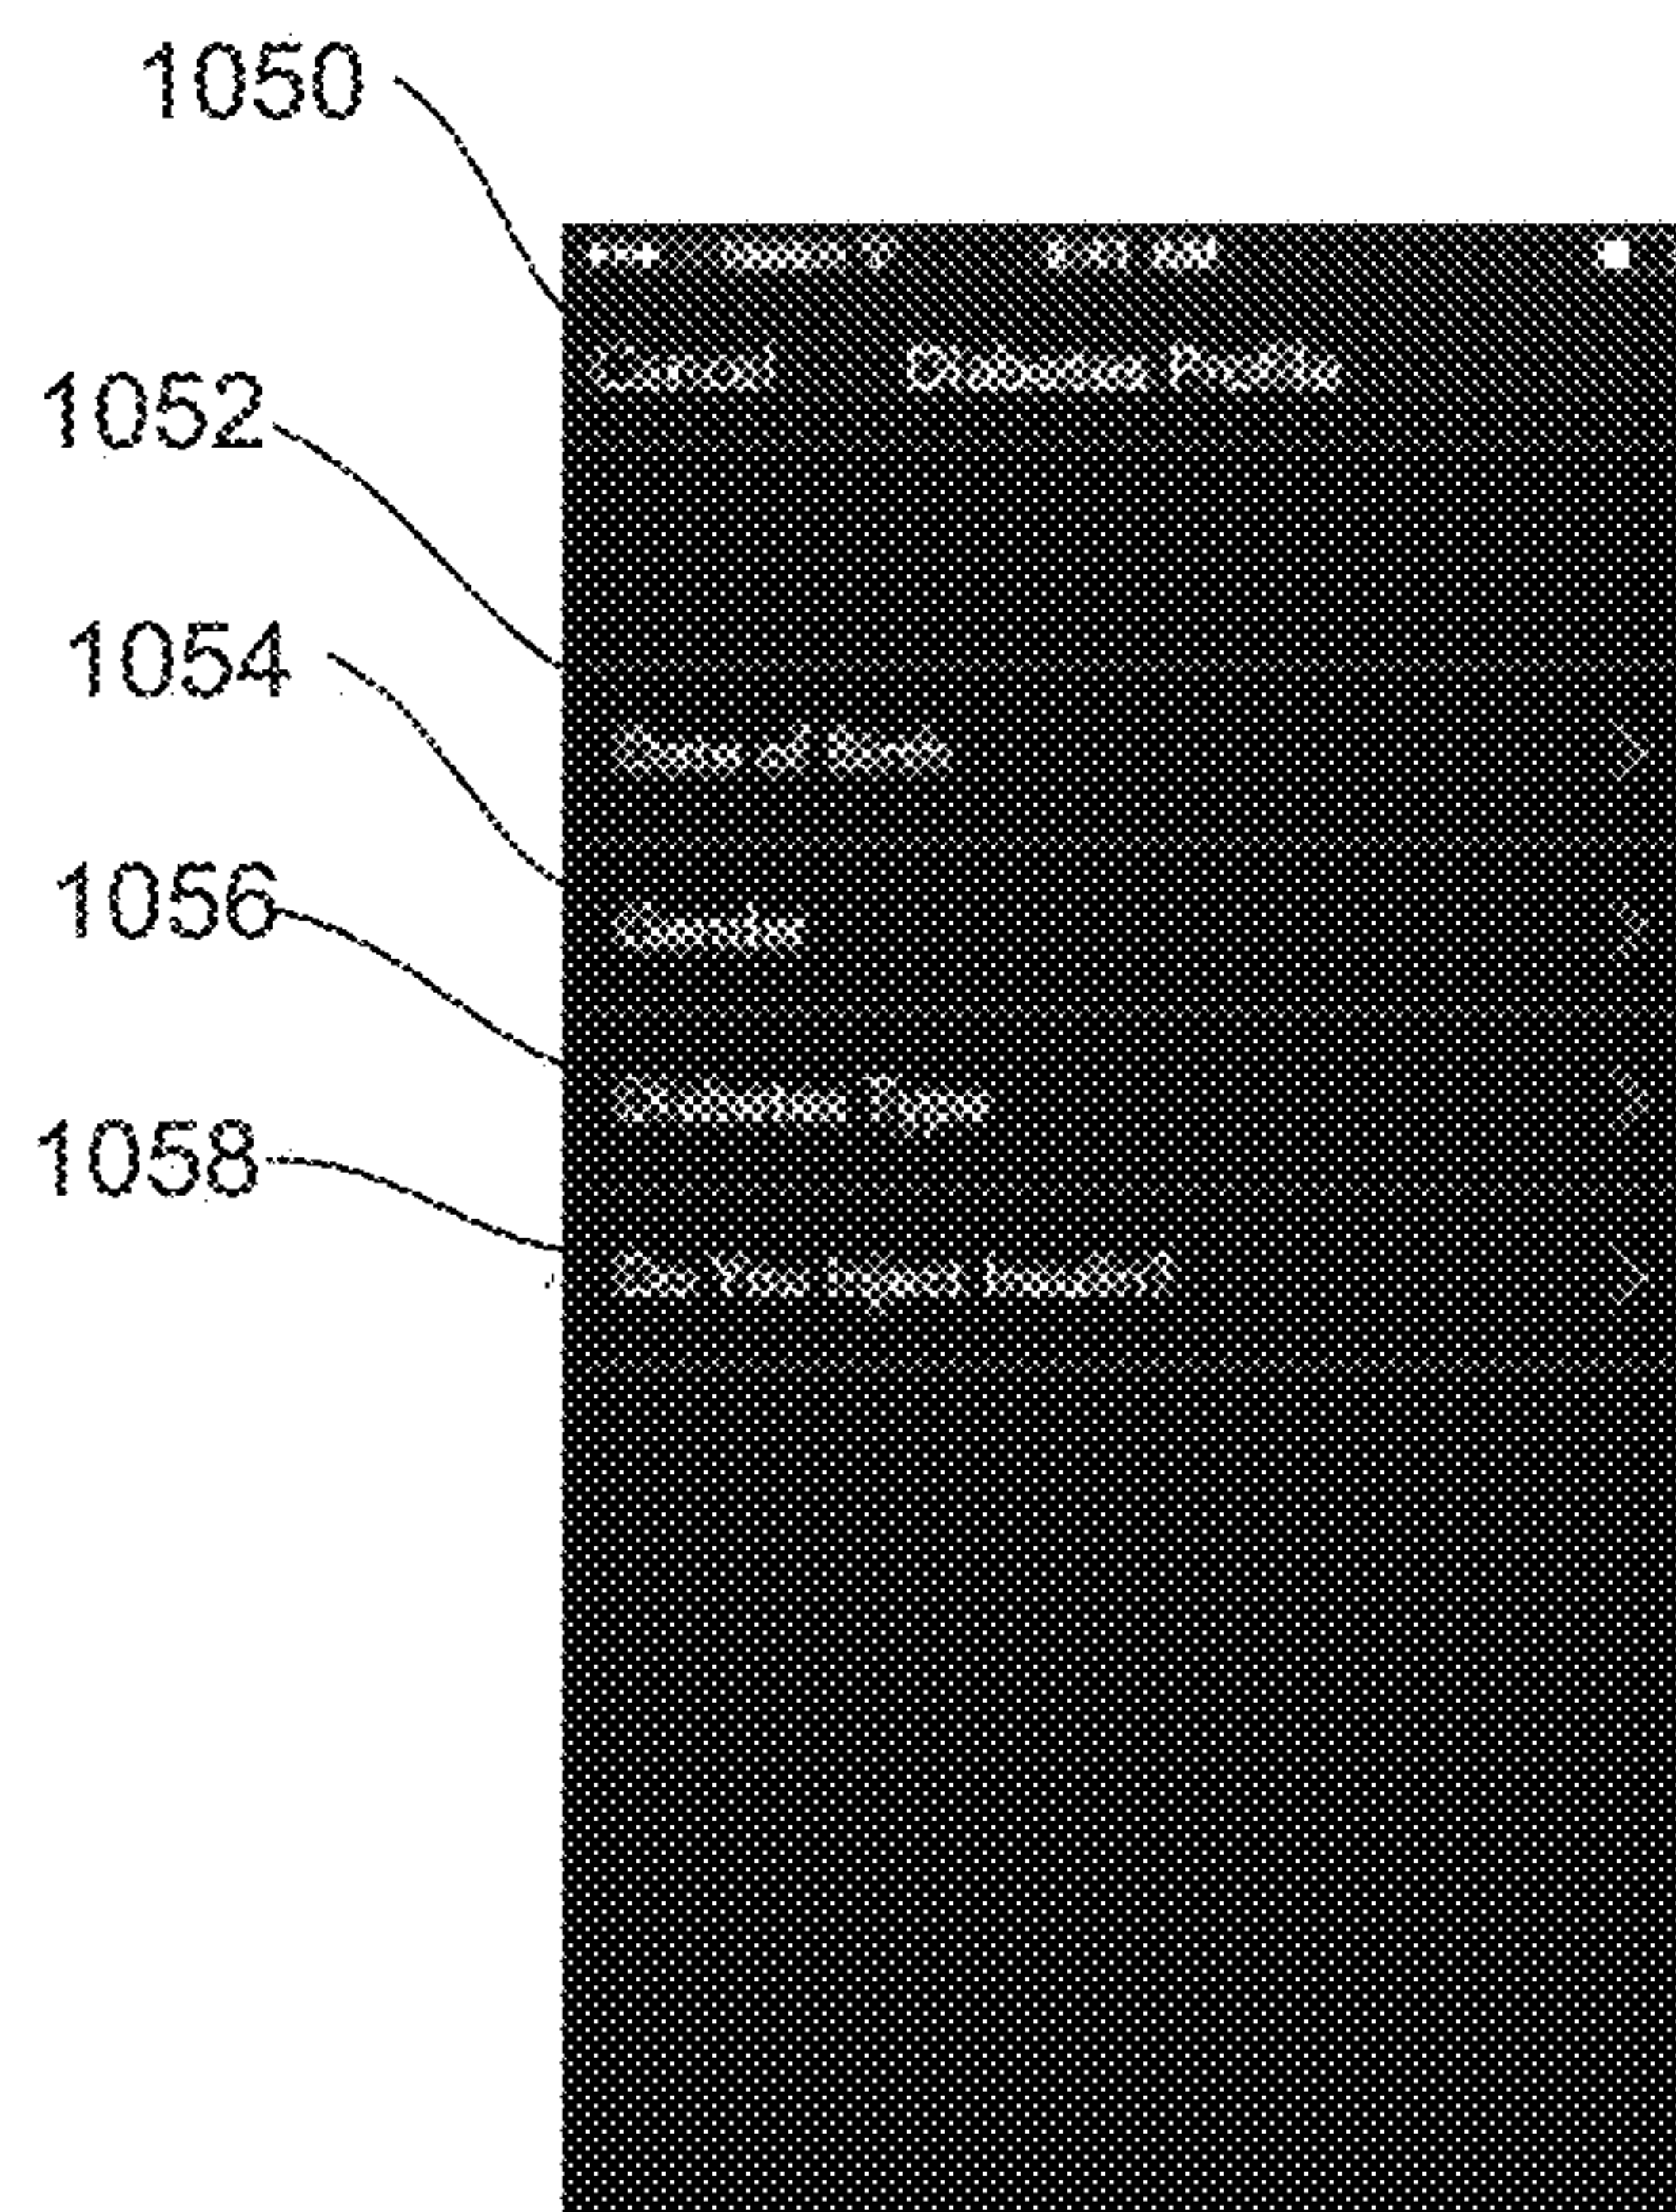 1050
Cancel Diabetes Profile
1052
1054
Date of Birth
1056
Gender
Diabetes Type
1058
Do You Inject Insulin?